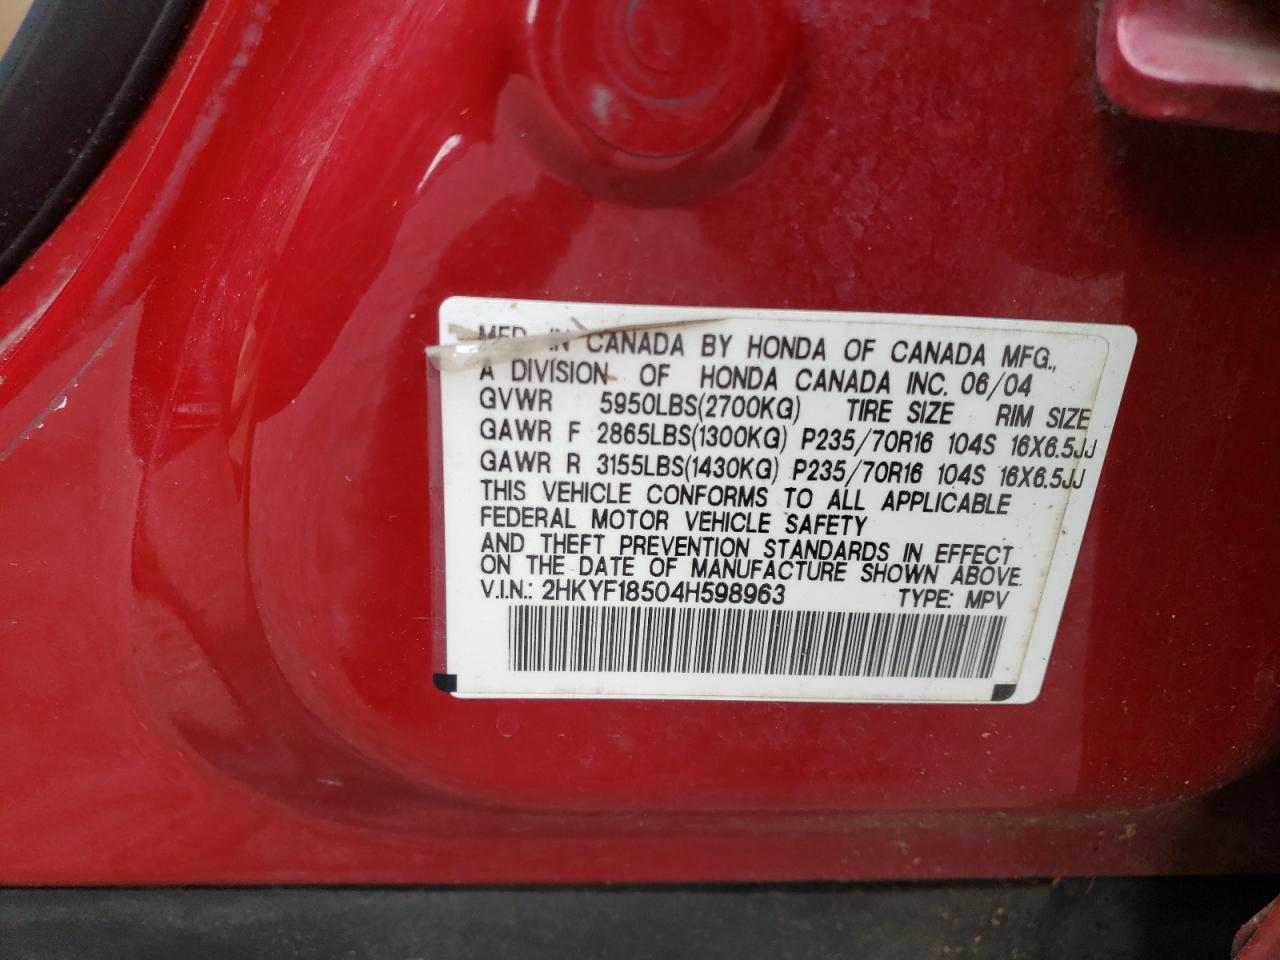 MFD IN CANADA BY HONDA OF CANADA MFG.,
A DIVISION OF HONDA CANADA INC. 06/04
GVWR 5950LBS(2700KG) TIRE SIZE RIM SIZE
GAWR F 2865LBS(1300KG) P235/70R16 104S 16X6.5JJ
GAWR R 3155LBS(1430KG) P235/70R16 104S 16X6.5JJ
THIS VEHICLE CONFORMS TO ALL APPLICABLE
FEDERAL MOTOR VEHICLE SAFETY
AND THEFT PREVENTION STANDARDS IN EFFECT
ON THE DATE OF MANUFACTURE SHOWN ABOVE.
V.I.N.: 2HKYF18504H598963 TYPE: MPV